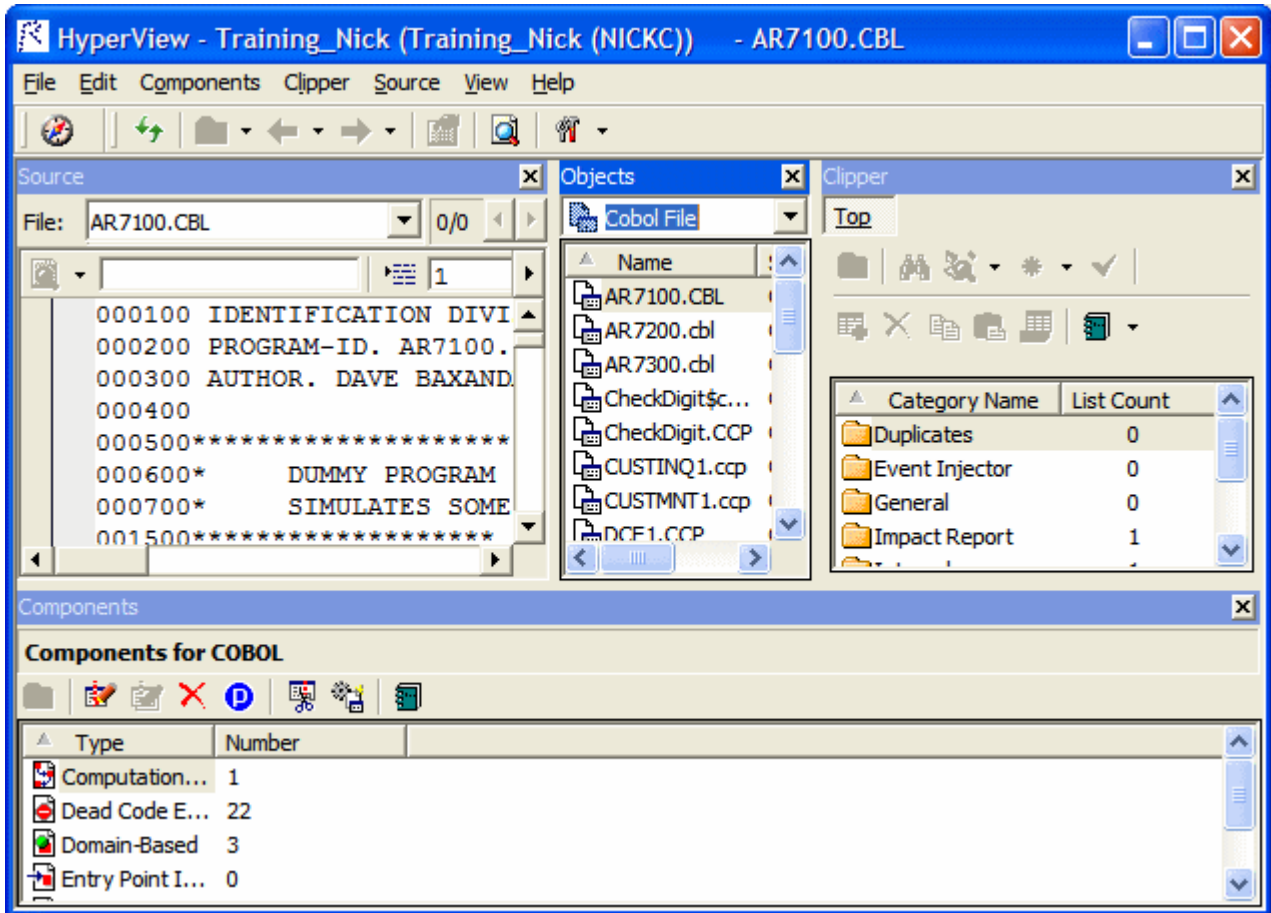 HyperView - Training_Nick (Training_Nick (NICKC)) - AR7100.CBL
File Edit Components Clipper Source View Help
Source
File: AR7100.CBL 0/0
1
000100 IDENTIFICATION DIVI
000200 PROGRAM-ID. AR7100.
000300 AUTHOR. DAVE BAXAND
000400
000500********************
000600* DUMMY PROGRAM
000700* SIMULATES SOME
001500*******************
Objects
Cobol File
Name
AR7100.CBL
AR7200.cbl
AR7300.cbl
CheckDigit$c...
CheckDigit.CCP
CUSTINQ1.ccp
CUSTMNT1.ccp
DCE1.CCP
Clipper
Top
Category Name List Count
Duplicates 0
Event Injector 0
General 0
Impact Report 1
Components
Components for COBOL
Type Number
Computation... 1
Dead Code E... 22
Domain-Based 3
Entry Point I... 0